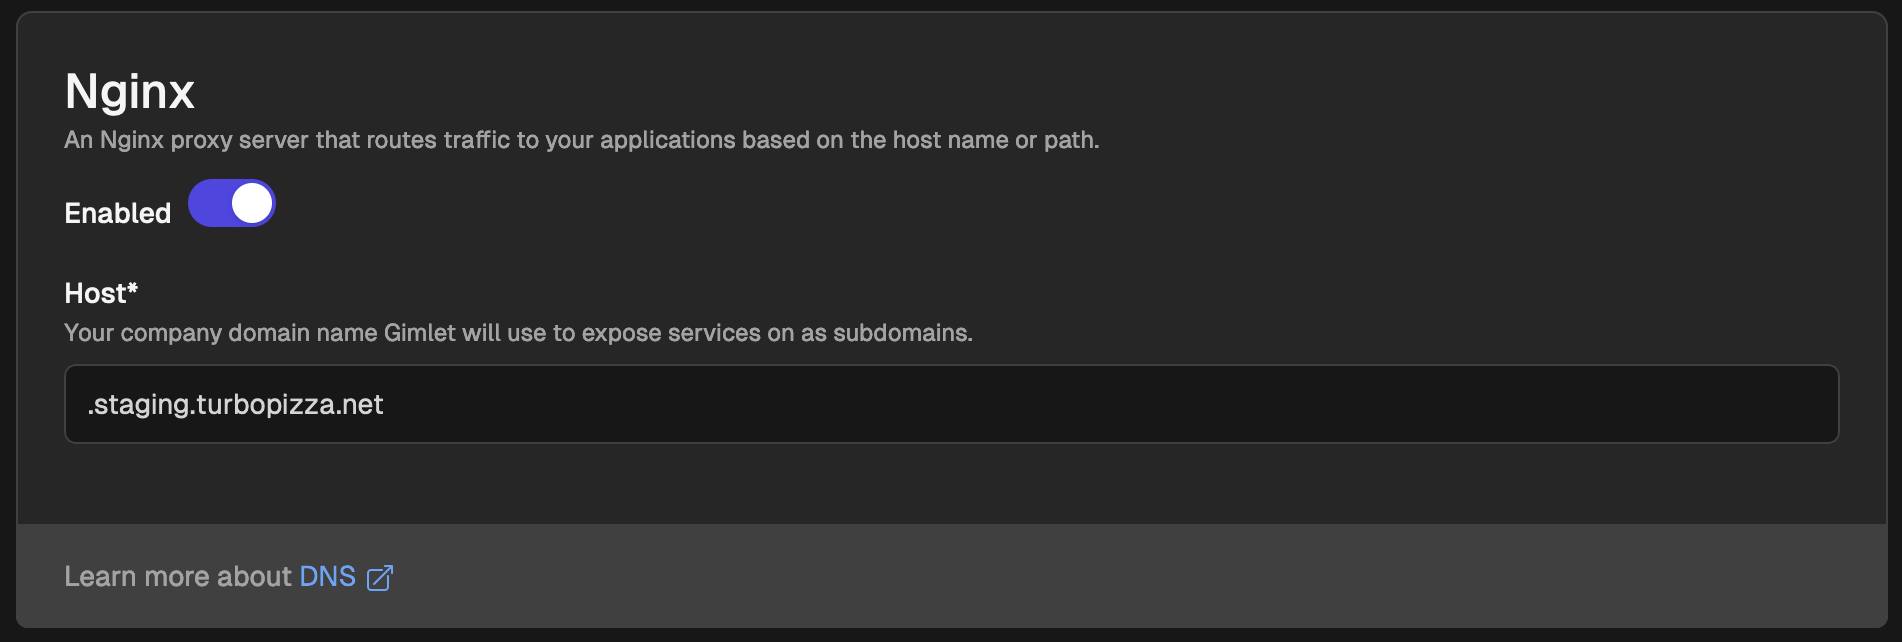 Nginx
An Nginx proxy server that routes traffic to your applications based on the host name or path.
Enabled
Host*
Your company domain name Gimlet will use to expose services on as subdomains.
.staging.turbopizza.net
Learn more about DNS